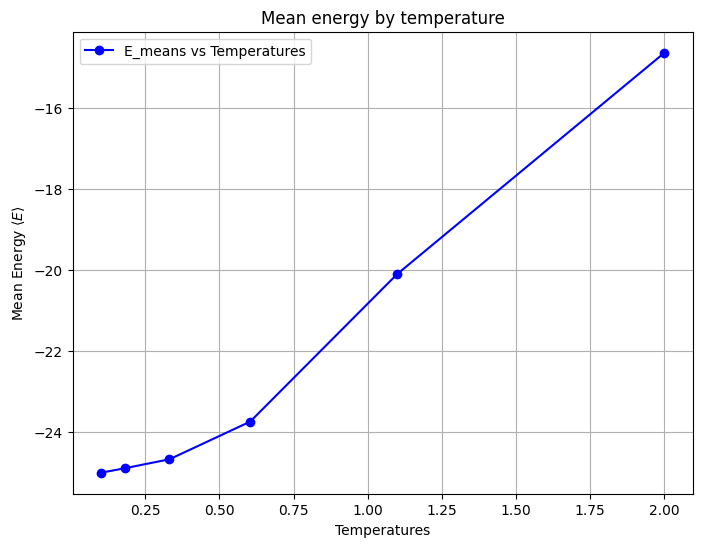 Mean energy by temperature
E_means vs Temperatures
Mean Energy ⟨E⟩
−16
−18
−20
−22
−24
0.25 0.50 0.75 1.00 1.25 1.50 1.75 2.00
Temperatures